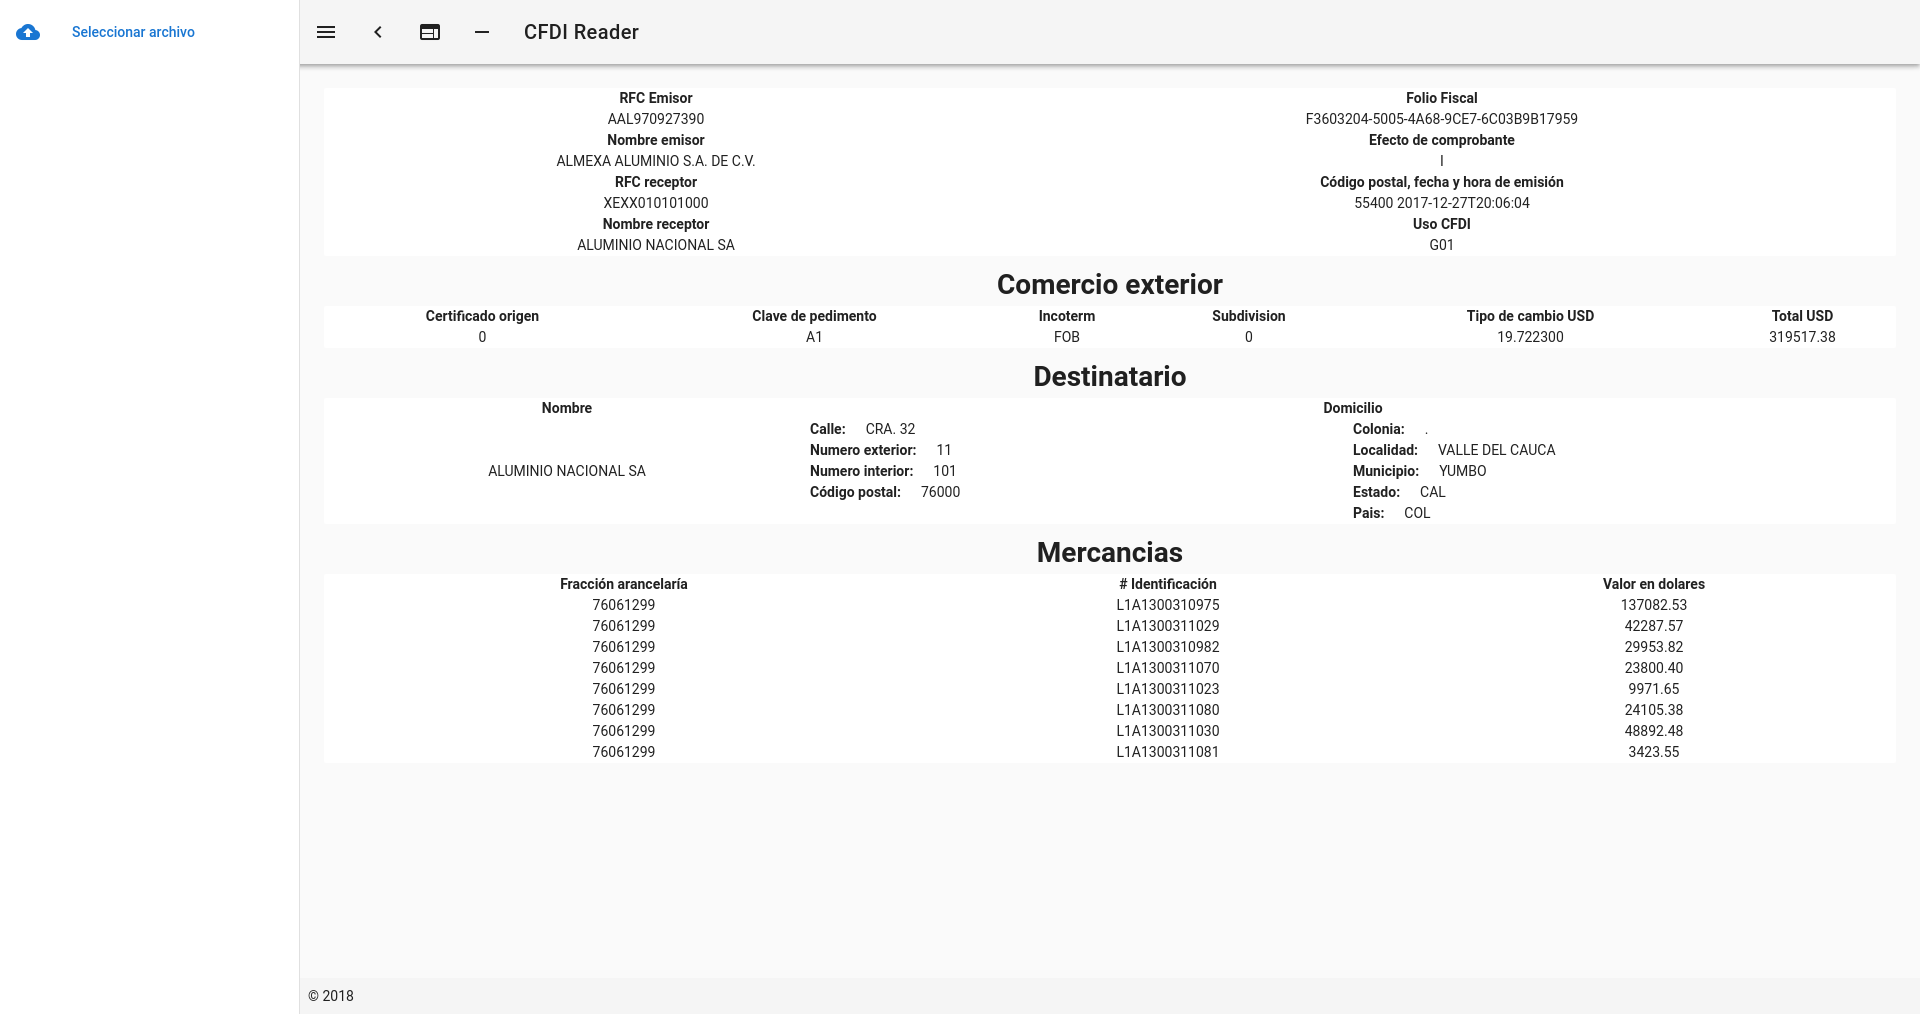 Seleccionar archivo
CFDI Reader
RFC Emisor Folio Fiscal
AAL970927390 F3603204-5005-4A68-9CE7-6C03B9B17959
Nombre emisor Efecto de comprobante
ALMEXA ALUMINIO S.A. DE C.V. I
RFC receptor Código postal, fecha y hora de emisión
XEXX010101000 55400 2017-12-27T20:06:04
Nombre receptor Uso CFDI
ALUMINIO NACIONAL SA G01
Comercio exterior
Certificado origen Clave de pedimento Incoterm Subdivision Tipo de cambio USD Total USD
0 A1 FOB 0 19.722300 319517.38
Destinatario
Nombre Domicilio
Calle: CRA. 32 Colonia: .
Numero exterior: 11 Localidad: VALLE DEL CAUCA
ALUMINIO NACIONAL SA Numero interior: 101 Municipio: YUMBO
Código postal: 76000 Estado: CAL
Pais: COL
Mercancias
Fracción arancelaría # Identificación Valor en dolares
76061299 L1A1300310975 137082.53
76061299 L1A1300311029 42287.57
76061299 L1A1300310982 29953.82
76061299 L1A1300311070 23800.40
76061299 L1A1300311023 9971.65
76061299 L1A1300311080 24105.38
76061299 L1A1300311030 48892.48
76061299 L1A1300311081 3423.55
© 2018